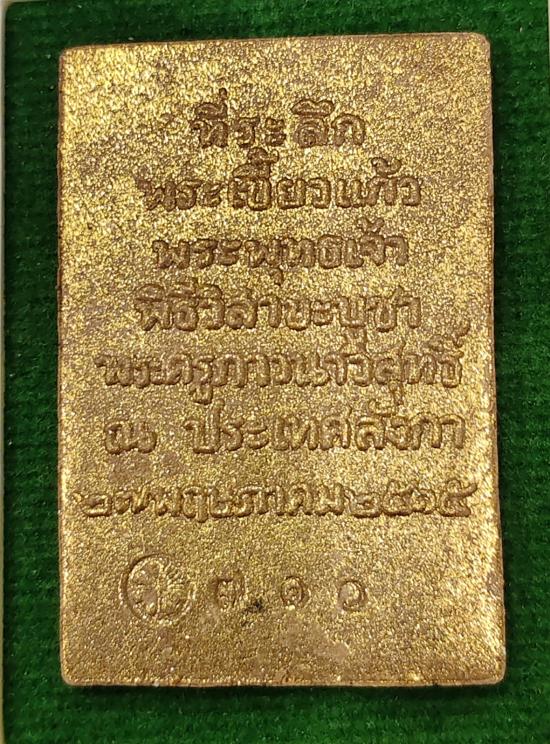 ที่ระลึก
พระเขี้ยวแก้ว
พระพุทธเจ้า
พิธีวิสาขะบูชา
พระครูภาวนาวิสุทธิ์
ณ ประเทศลังกา
๒๗ พฤษภาคม ๒๕๑๕
๗๑๖